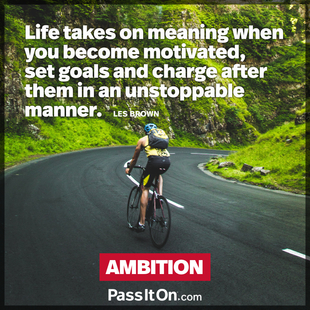 Life takes on meaning when
you become motivated,
set goals and charge after
them in an unstoppable
manner. LES BROWN
AMBITION
PassItOn.com